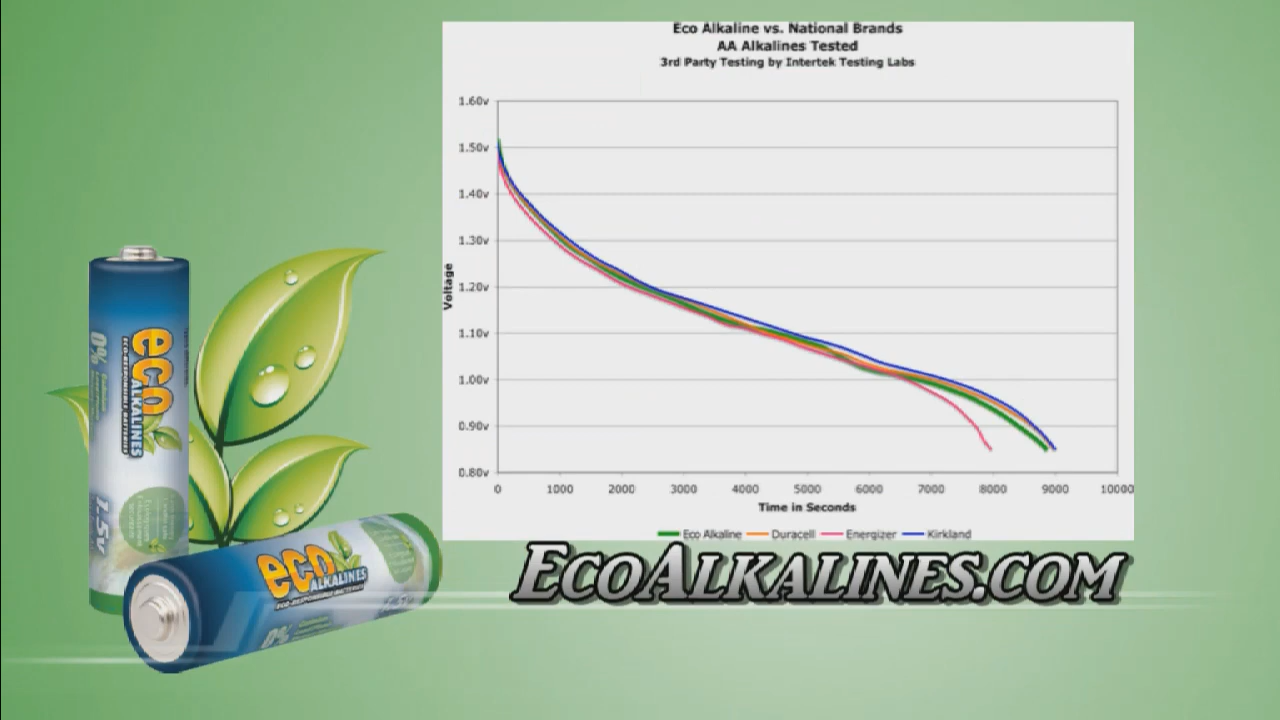 Eco Alkaline vs. National Brands
AA Alkalines Tested
3rd Party Testing by Intertek Testing Labs
1.60v
1.50v
1.40v
1.30v
1.20v
1.10v
1.00v
0.90v
0.80v
Voltage
0 1000 2000 3000 4000 5000 6000 7000 8000 9000 10000
Time in Seconds
Eco Alkaline Duracell Energizer Kirkland
EcoAlkalines.com
eco
ALKALINES
ECO-RESPONSIBLE BATTERIES
0%
1.5v
eco
ALKALINES
ECO-RESPONSIBLE BATTERIES
0%